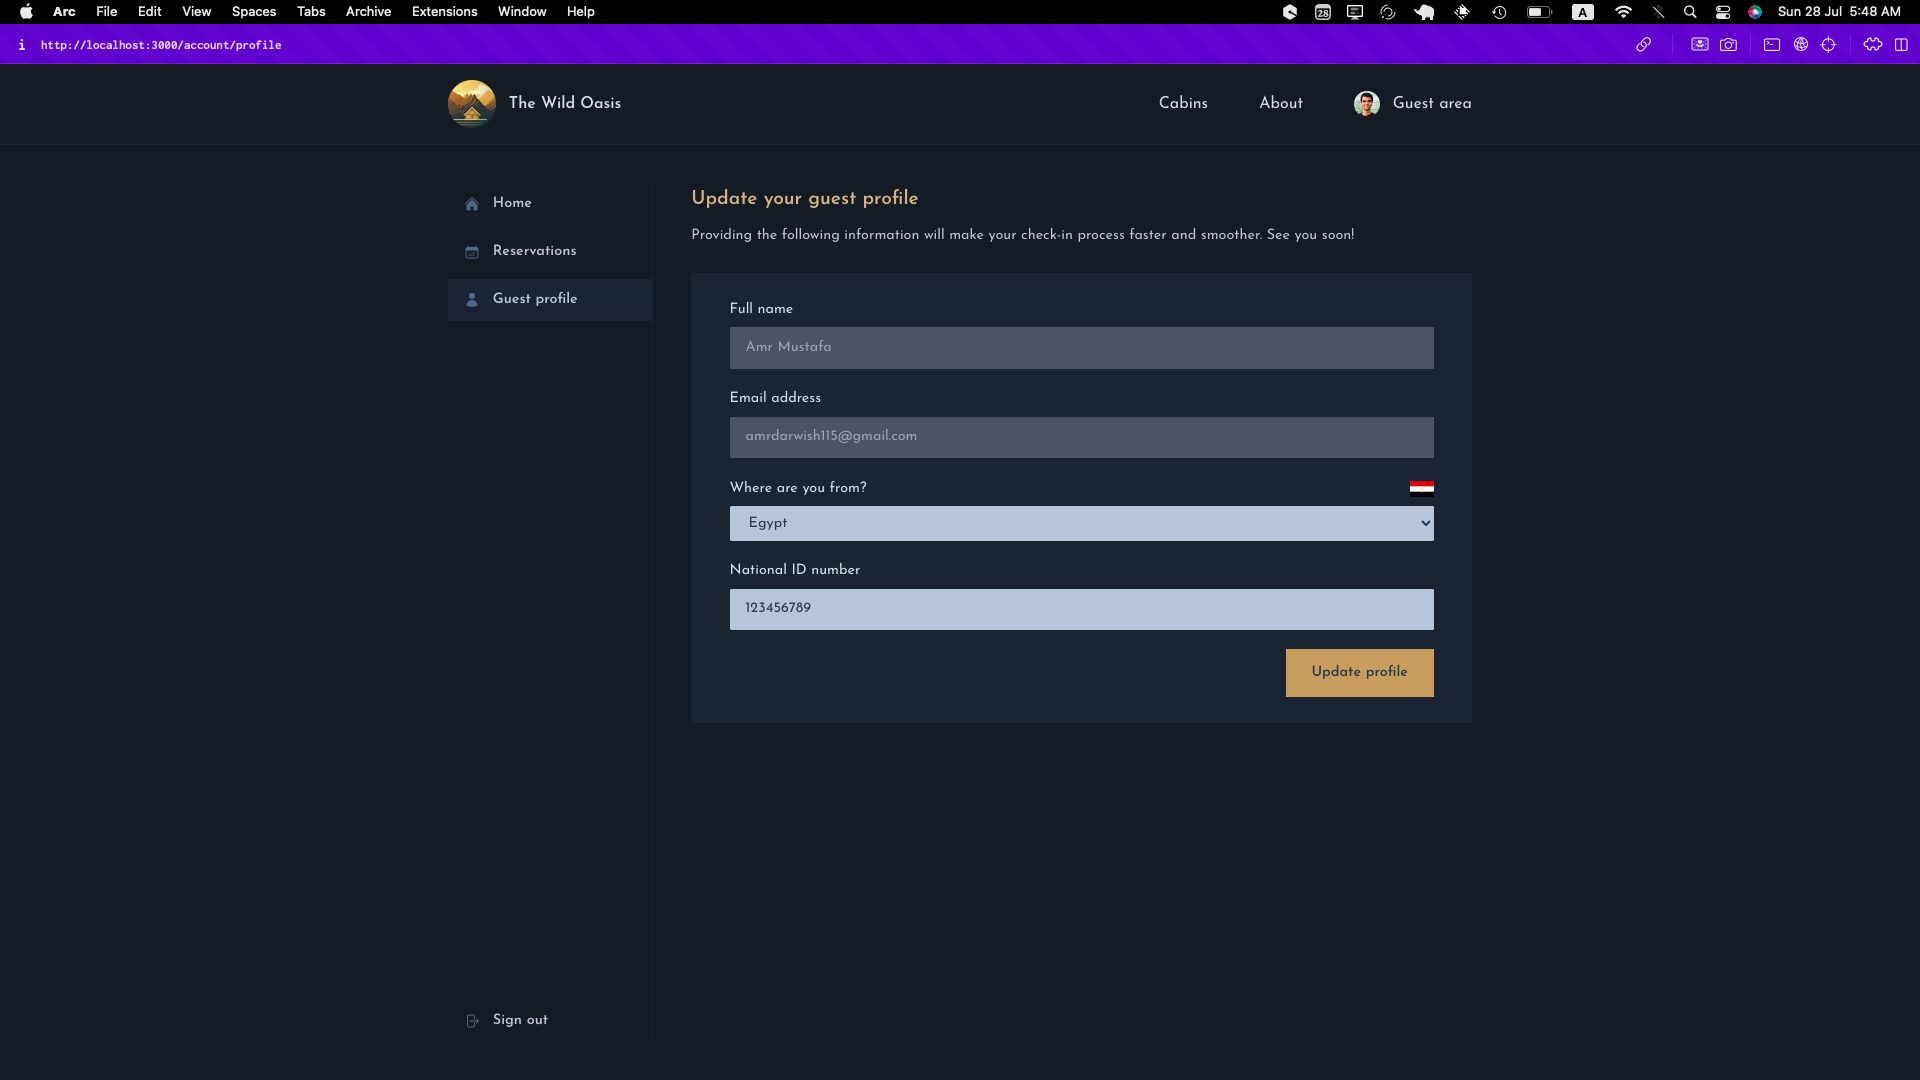 Arc File Edit View Spaces Tabs Archive Extensions Window Help
28
A
Sun 28 Jul 5:48 AM
http://localhost:3000/account/profile
The Wild Oasis
Cabins
About
Guest area
Home
Reservations
Guest profile
Sign out
Update your guest profile
Providing the following information will make your check-in process faster and smoother. See you soon!
Full name
Amr Mustafa
Email address
amrdarwish115@gmail.com
Where are you from?
Egypt
National ID number
123456789
Update profile